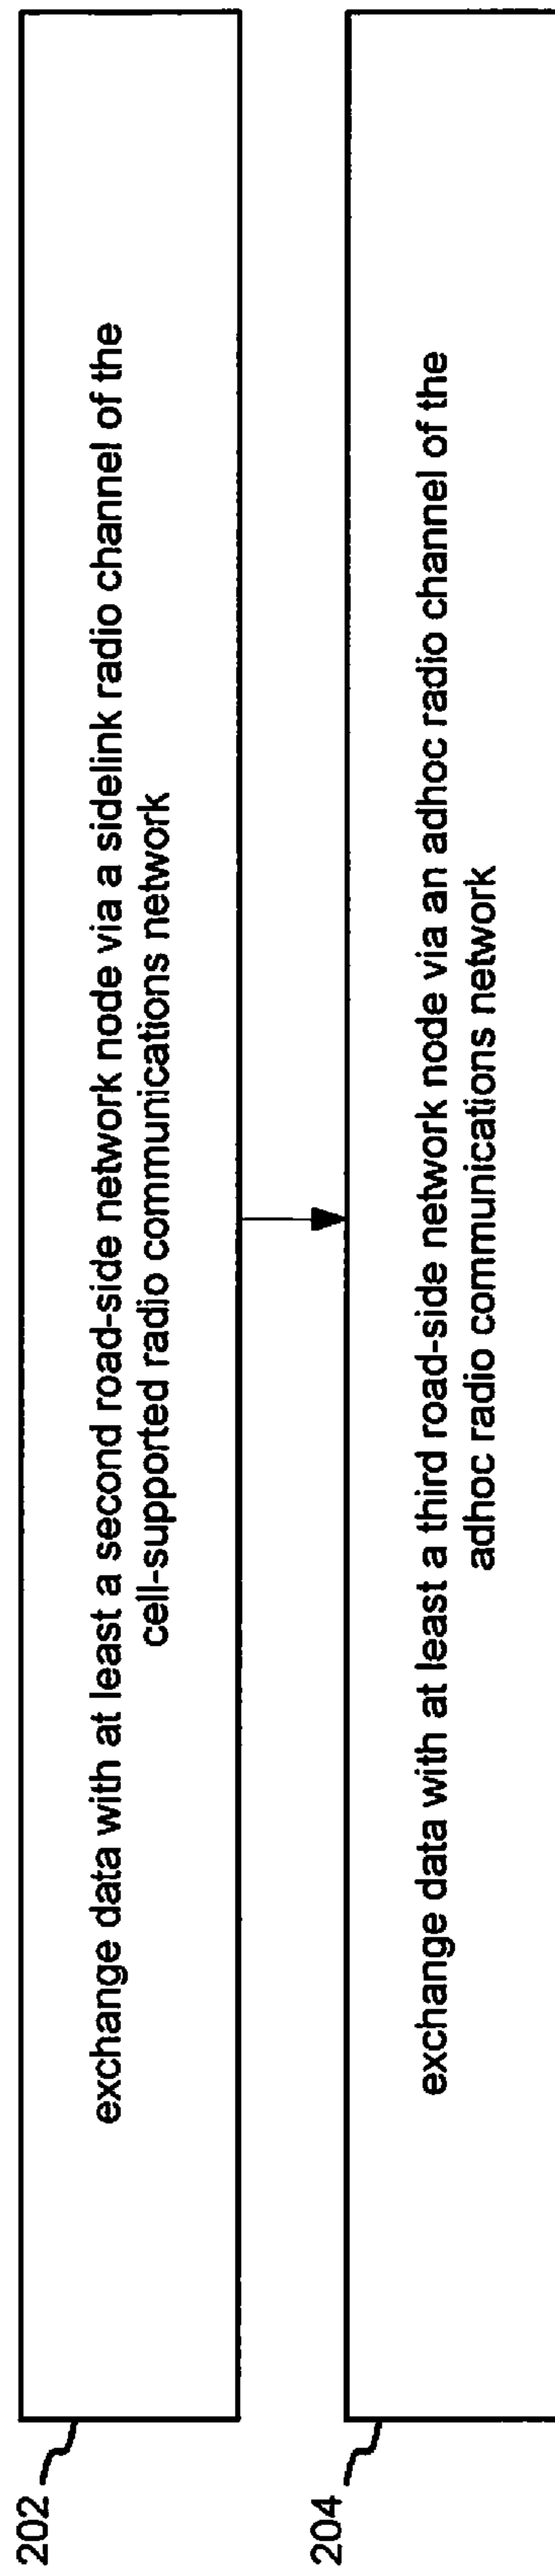 202
exchange data with at least a second road-side network node via a sidelink radio channel of the
cell-supported radio communications network
204
exchange data with at least a third road-side network node via an adhoc radio channel of the
adhoc radio communications network